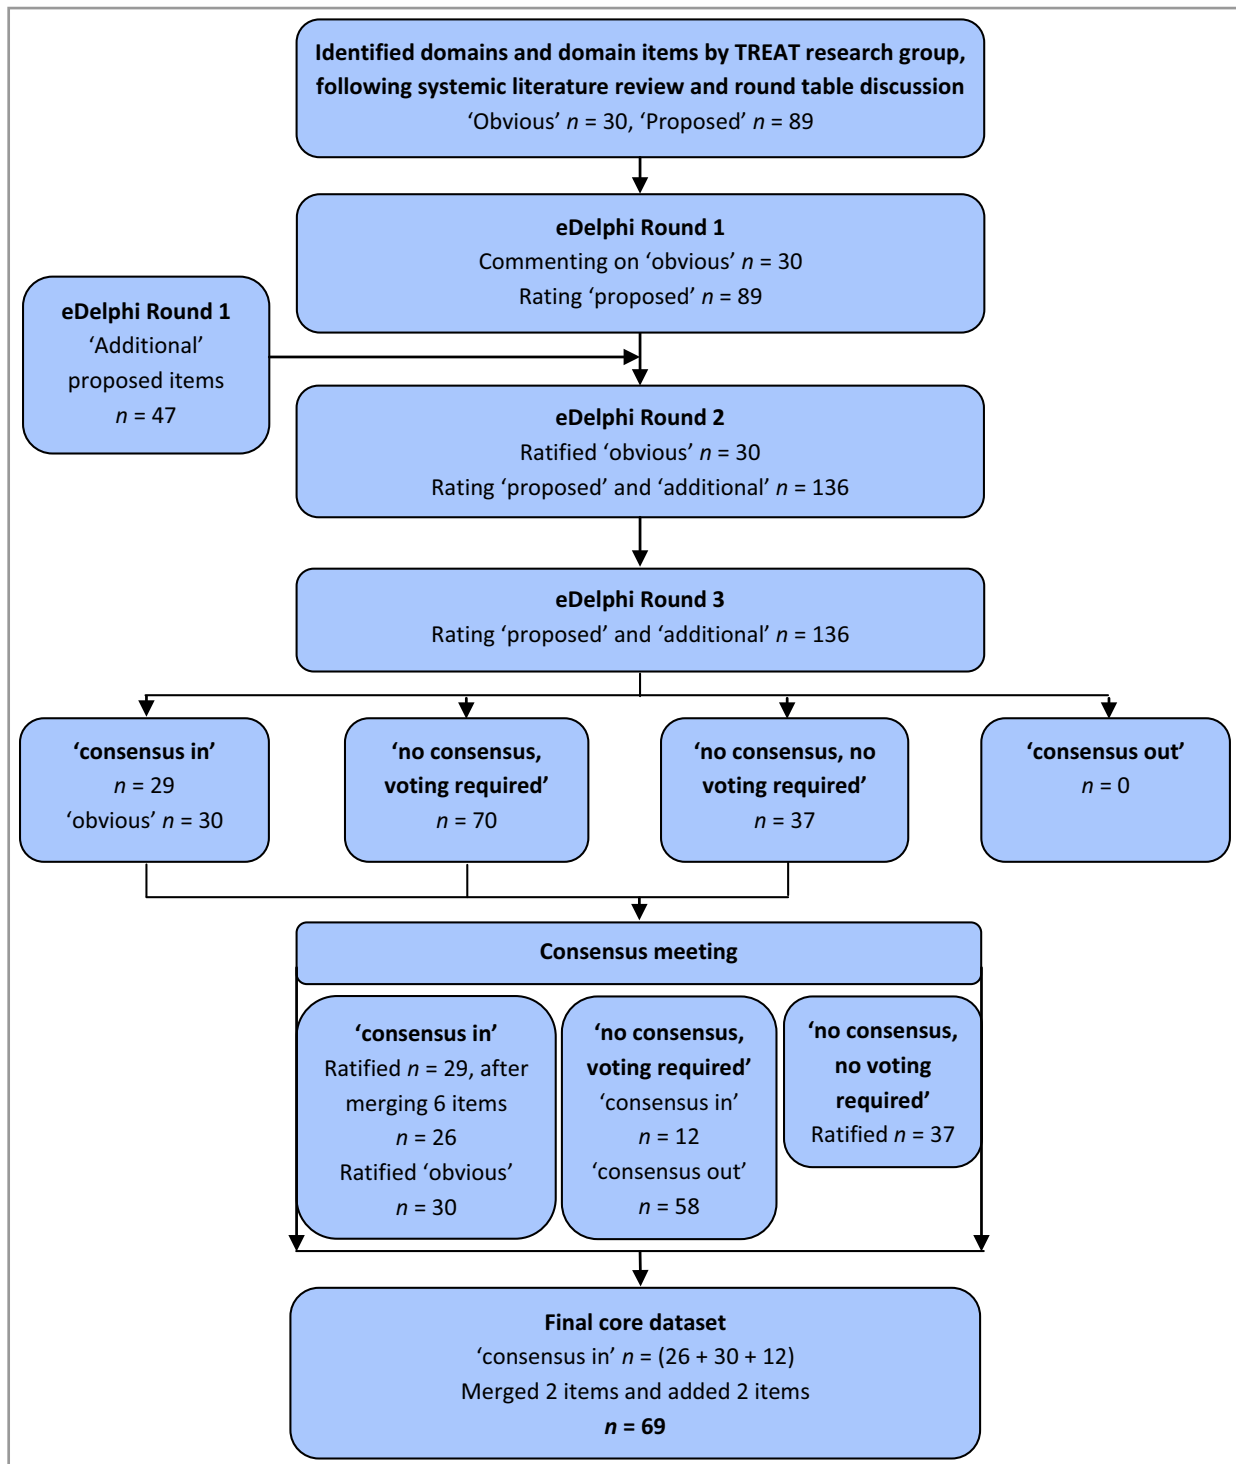 Identified domains and domain items by TREAT research group,
following systemic literature review and round table discussion
‘Obvious’ n = 30, ‘Proposed’ n = 89
eDelphi Round 1
Commenting on ‘obvious’ n = 30
Rating ‘proposed’ n = 89
eDelphi Round 1
‘Additional’
proposed items
n = 47
eDelphi Round 2
Ratified ‘obvious’ n = 30
Rating ‘proposed’ and ‘additional’ n = 136
eDelphi Round 3
Rating ‘proposed’ and ‘additional’ n = 136
‘consensus in’
n = 29
‘obvious’ n = 30
‘no consensus,
voting required’
n = 70
‘no consensus, no
voting required’
n = 37
‘consensus out’
n = 0
Consensus meeting
‘consensus in’
Ratified n = 29, after
merging 6 items
n = 26
Ratified ‘obvious’
n = 30
‘no consensus,
voting required’
‘consensus in’
n = 12
‘consensus out’
n = 58
‘no consensus,
no voting
required’
Ratified n = 37
Final core dataset
‘consensus in’ n = (26 + 30 + 12)
Merged 2 items and added 2 items
n = 69